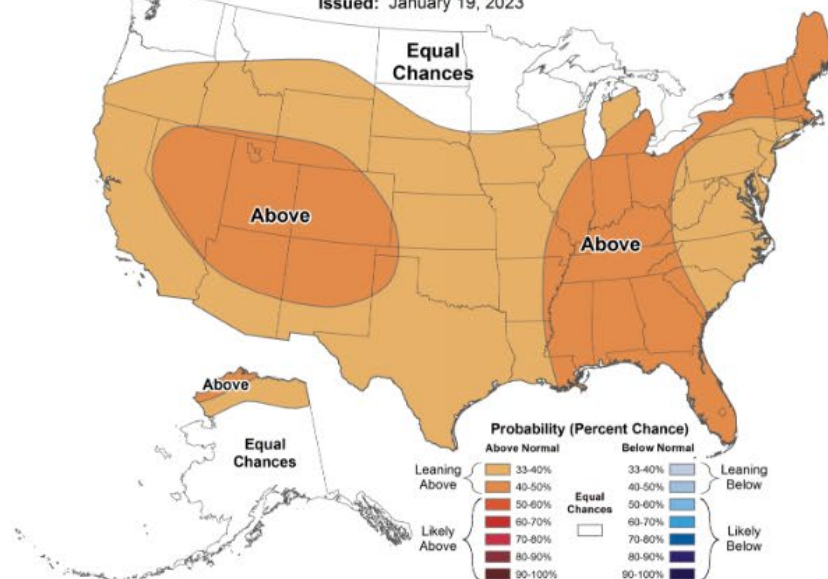 Issued: January 19, 2023
Equal
Chances
Above
Above
Above
Equal
Chances
Probability (Percent Chance)
Above Normal
Below Normal
Leaning
Above
33-40%
40-50%
50-60%
60-70%
70-80%
80-90%
90-100%
Likely
Above
Equal
Chances
33-40%
40-50%
50-60%
60-70%
70-80%
80-90%
90-100%
Leaning
Below
Likely
Below